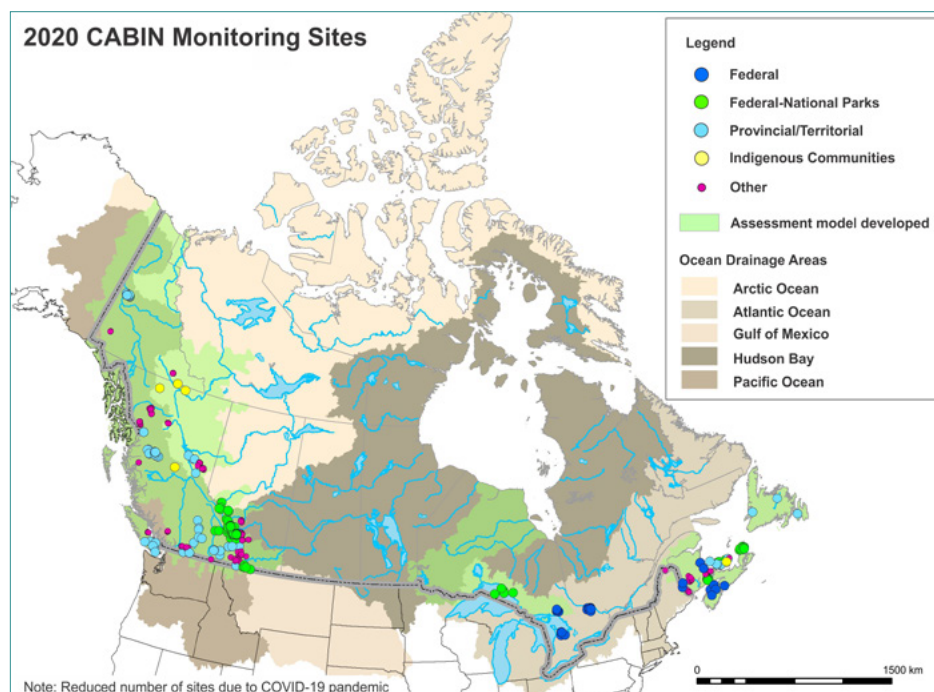 2020 CABIN Monitoring Sites
Legend
Federal
Federal-National Parks
Provincial/Territorial
Indigenous Communities
Other
Assessment model developed
Ocean Drainage Areas
Arctic Ocean
Atlantic Ocean
Gulf of Mexico
Hudson Bay
Pacific Ocean
0 1500 km
Note: Reduced number of sites due to COVID-19 pandemic